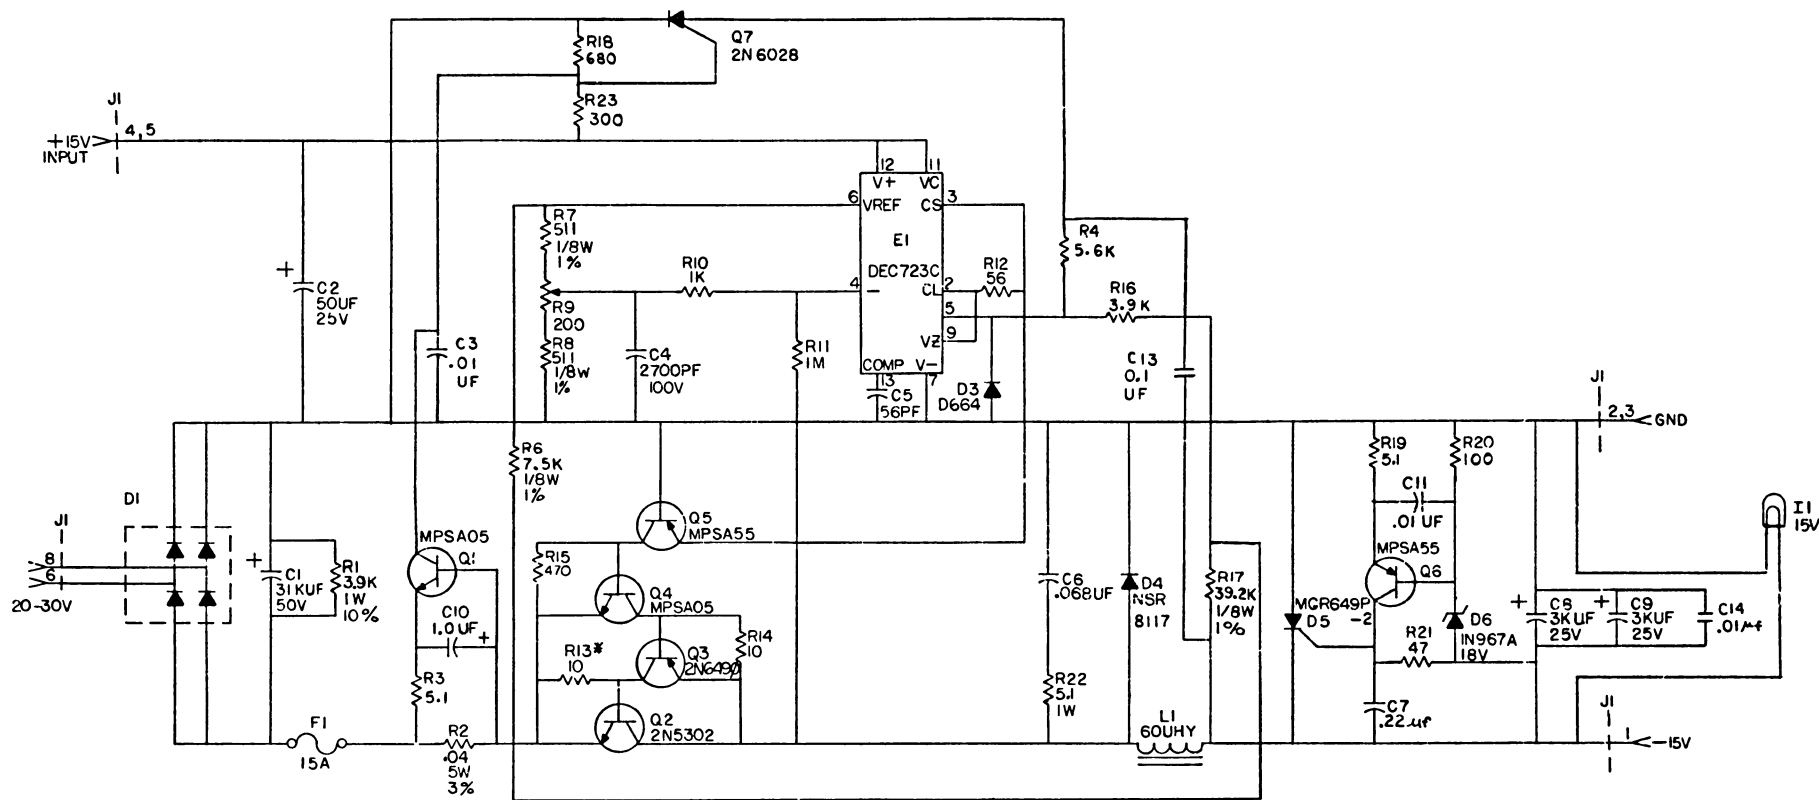 R18
680
Q7
2N6028
R23
300
J1
4,5
+15V
INPUT
12
11
V+
VC
6
VREF
CS
3
E1
DEC723C
4
-
CL
2
5
VZ
9
COMP
V-
13
7
R7
511
1/8W
1%
R9
200
R8
511
1/8W
1%
R10
1K
R12
56
R4
5.6K
R16
3.9K
+
C2
50UF
25V
C3
.01
UF
C4
2700PF
100V
R11
1M
C5
56PF
D3
D664
C13
0.1
UF
J1
2,3
GND
R6
7.5K
1/8W
1%
R19
5.1
R20
100
C11
.01UF
D1
J1
8
6
20-30V
+
C1
31KUF
50V
R1
3.9K
1W
10%
MPSA05
Q1
C10
1.0UF
+
R3
5.1
F1
15A
R2
.04
5W
3%
Q5
MPSA55
R15
470
Q4
MPSA05
R13*
10
Q3
2N6490
R14
10
Q2
2N5302
C6
.068UF
R22
5.1
1W
D4
NSR
8117
L1
60UHY
R17
39.2K
1/8W
1%
MPSA55
Q6
MCR649P
-2
D5
R21
47
D6
1N967A
18V
C7
.22uf
+
C8
3KUF
25V
+
C9
3KUF
25V
C14
.01uf
I1
15V
J1
1
-15V